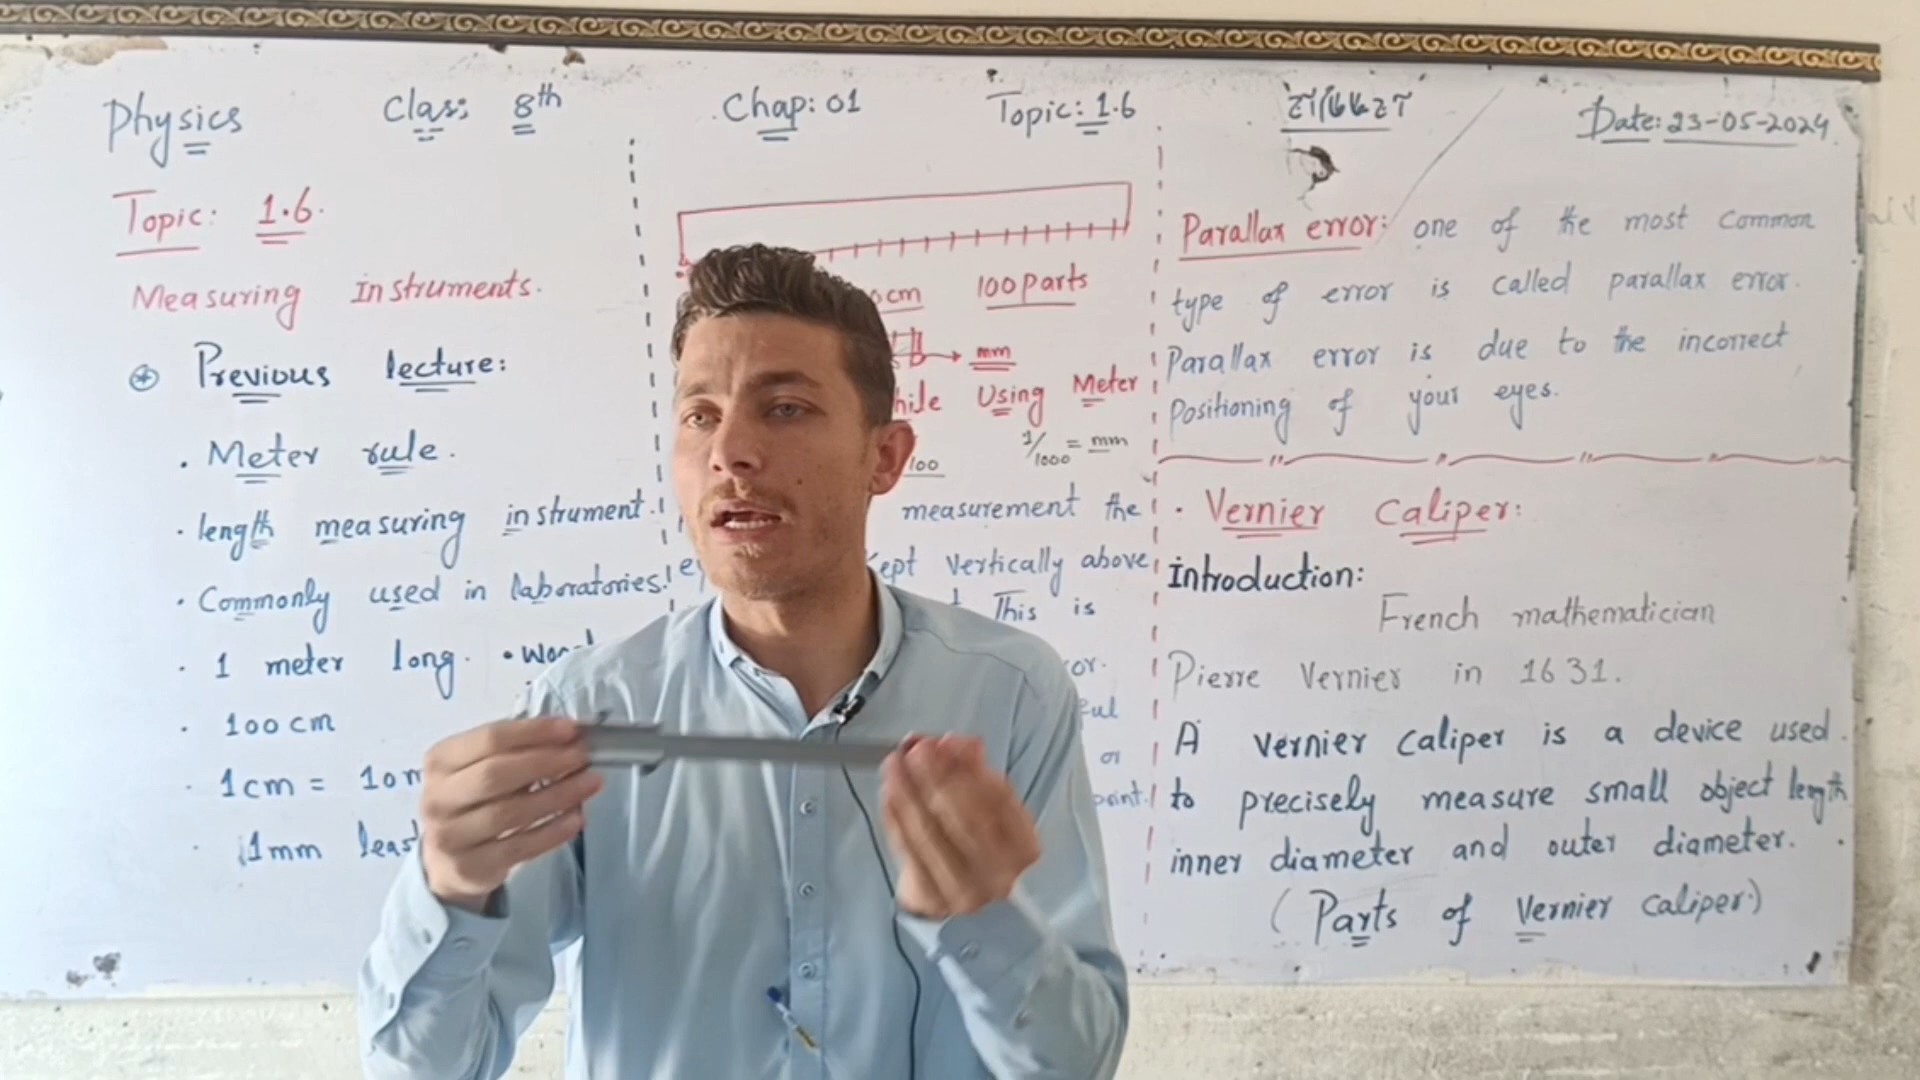 Physics Class: 8th Chap: 01 Topic: 1.6 Date: 23-05-2024
Topic: 1.6.
Measuring Instruments.
Previous lecture:
. Meter rule.
. length measuring instrument.
. Commonly used in laboratories.
. 1 meter long.
. 100 cm
. 1cm =
1mm
cm 100 parts
mm
Using Meter
100 1/1000 = mm
measurement the
vertically above
This is
or
point.
Parallax error: one of the most common
type of error is called parallax error.
Parallax error is due to the incorrect
Positioning of your eyes.
. Vernier Caliper:
Introduction:
French mathematician
Pierre Vernier in 1631.
A vernier caliper is a device used
to precisely measure small object length
inner diameter and outer diameter.
(Parts of Vernier caliper:)